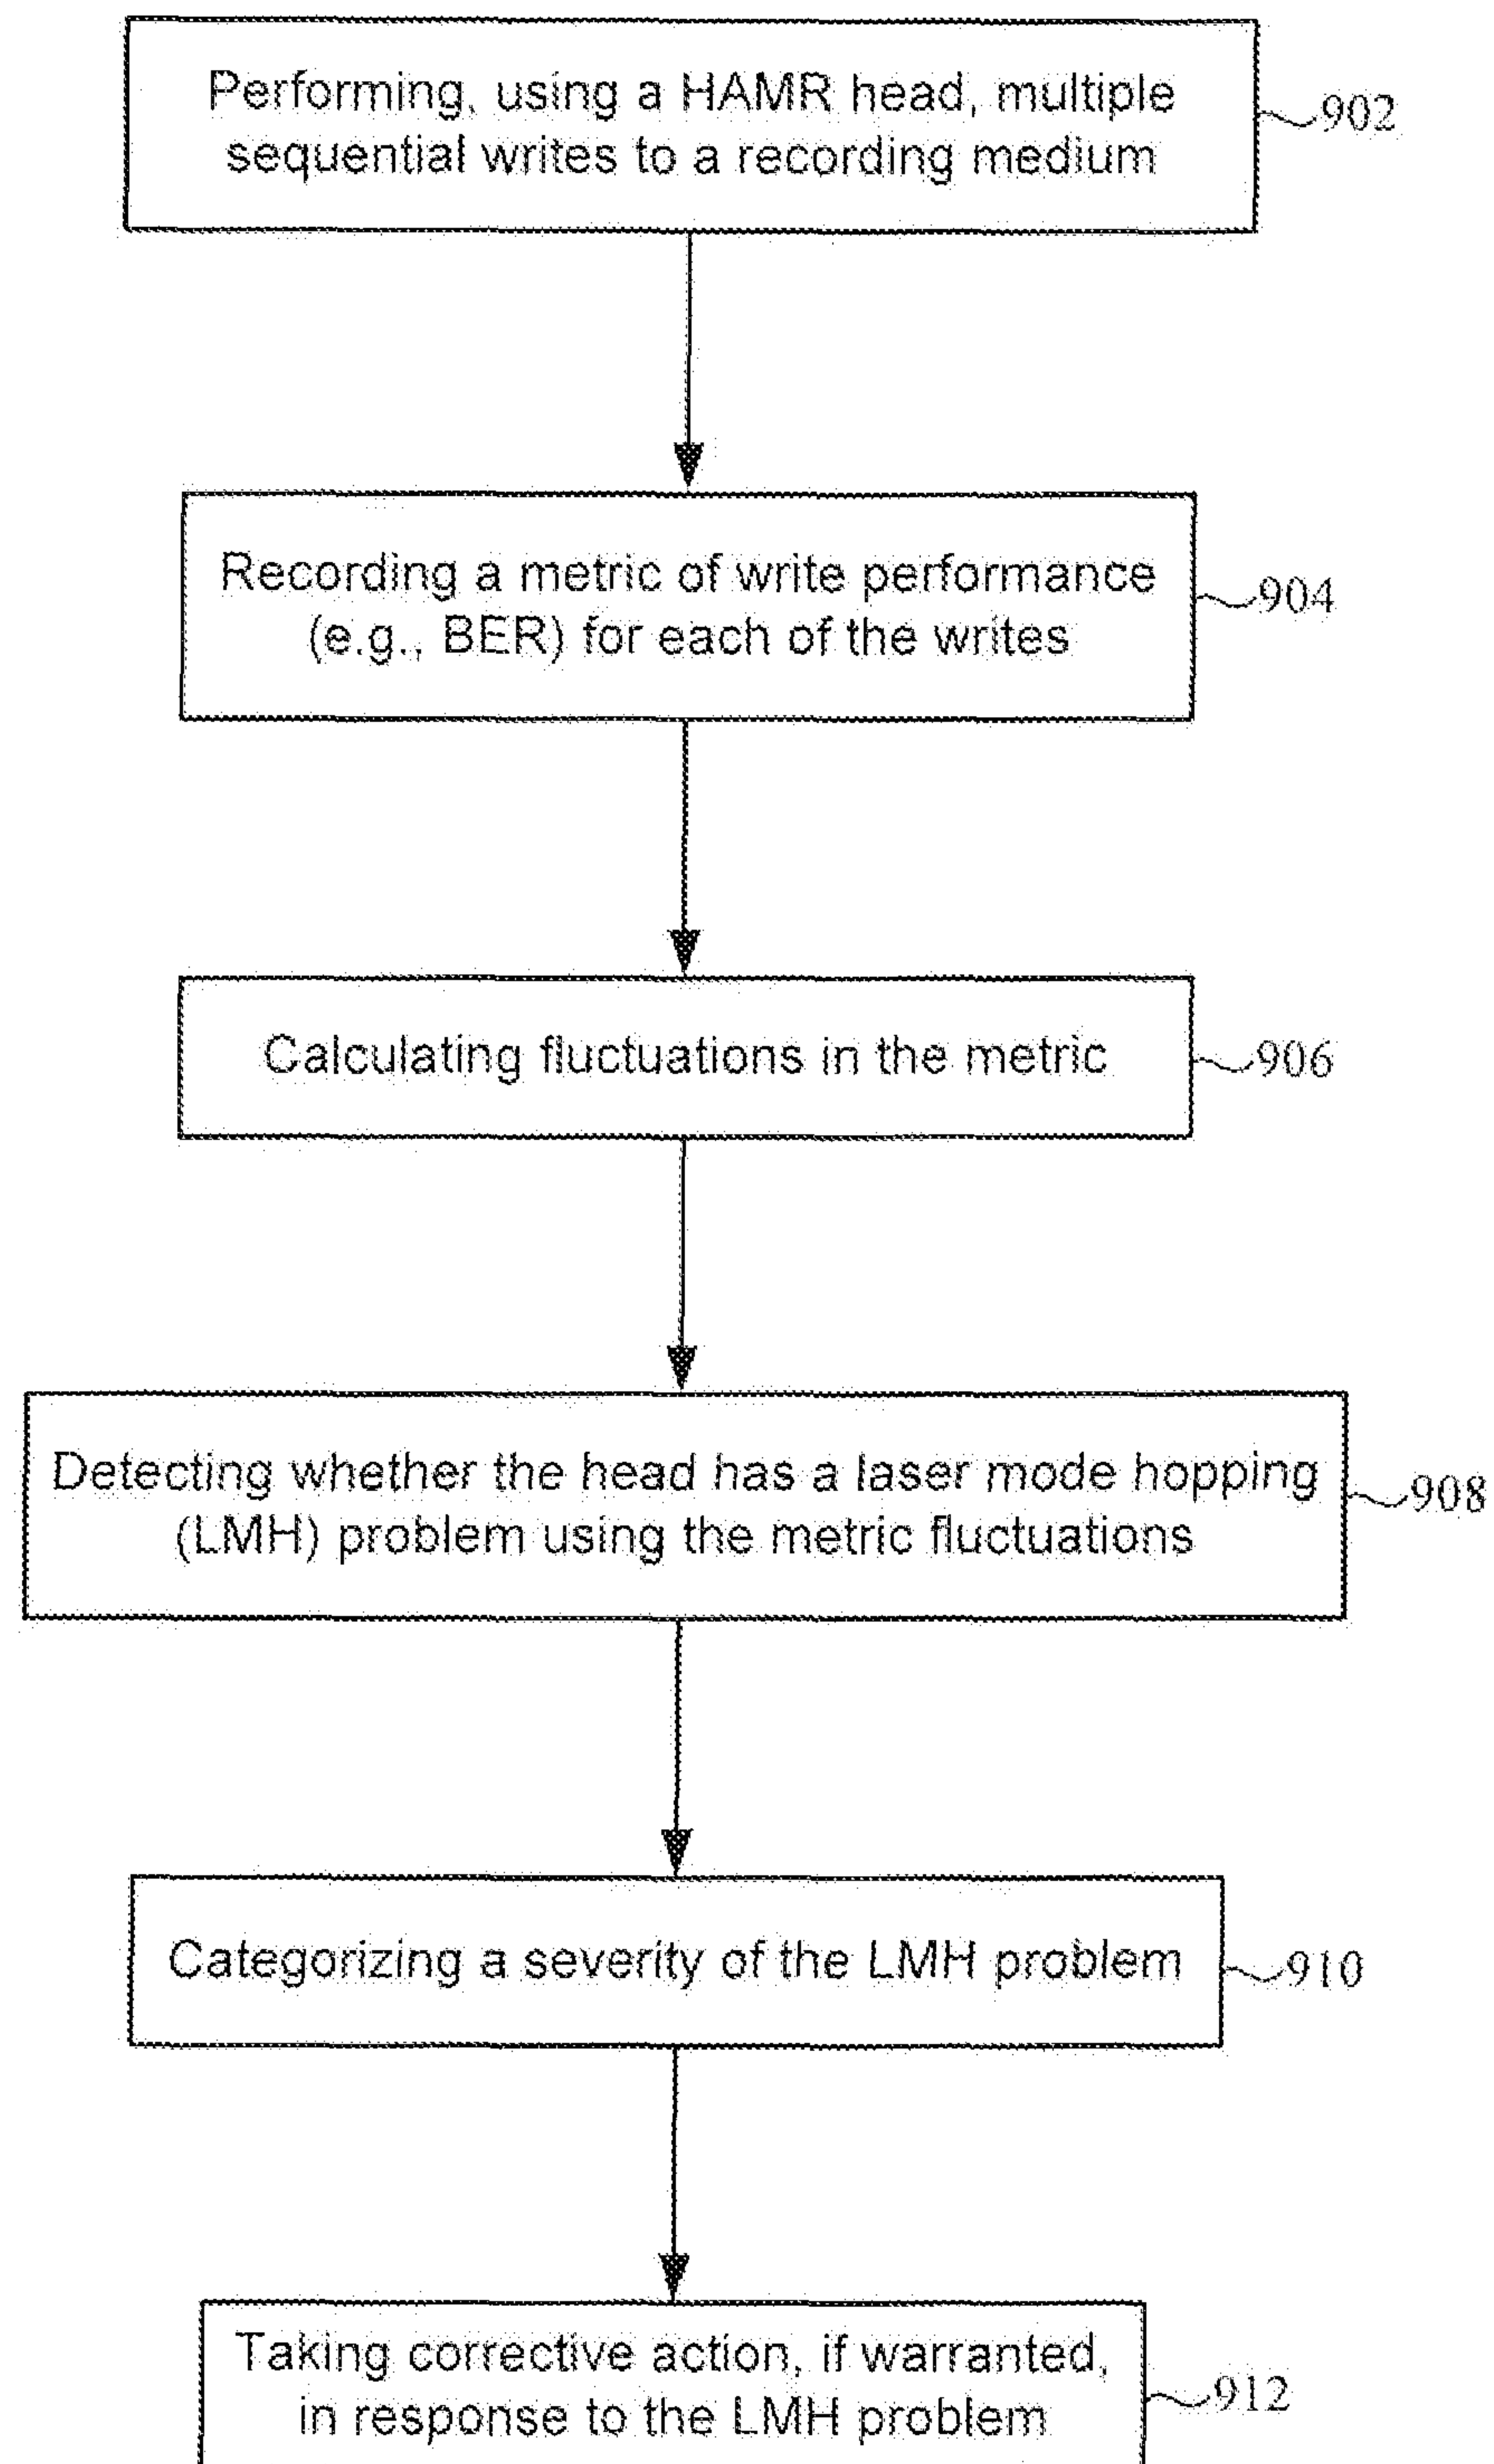 Performing, using a HAMR head, multiple
sequential writes to a recording medium
902
Recording a metric of write performance
(e.g., BER) for each of the writes
904
Calculating fluctuations in the metric
906
Detecting whether the head has a laser mode hopping
(LMH) problem using the metric fluctuations
908
Categorizing a severity of the LMH problem
910
Taking corrective action, if warranted,
in response to the LMH problem
912